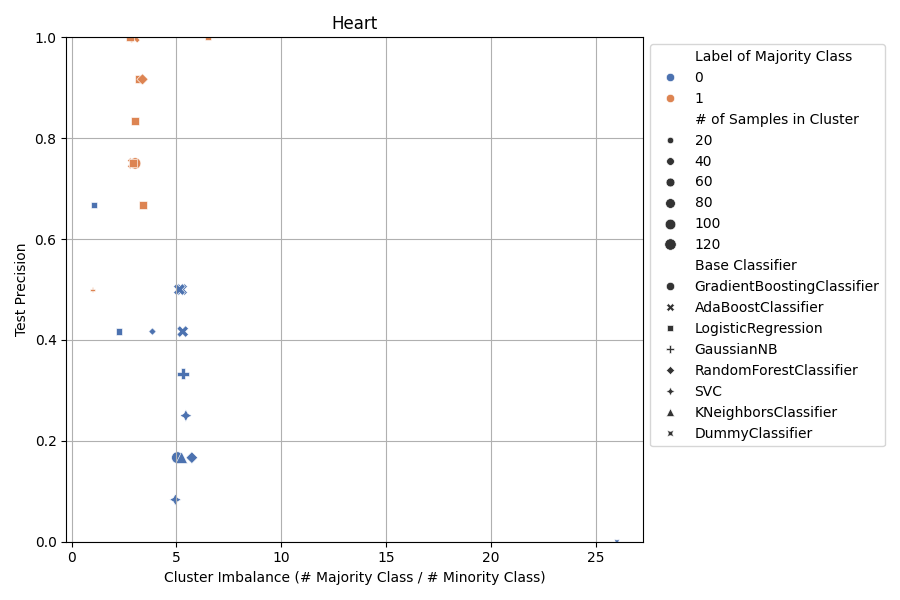 Heart
1.0
0.8
0.6
0.4
0.2
0.0
Test Precision
0
5
10
15
20
25
Cluster Imbalance (# Majority Class / # Minority Class)
Label of Majority Class
0
1
# of Samples in Cluster
20
40
60
80
100
120
Base Classifier
GradientBoostingClassifier
AdaBoostClassifier
LogisticRegression
GaussianNB
RandomForestClassifier
SVC
KNeighborsClassifier
DummyClassifier